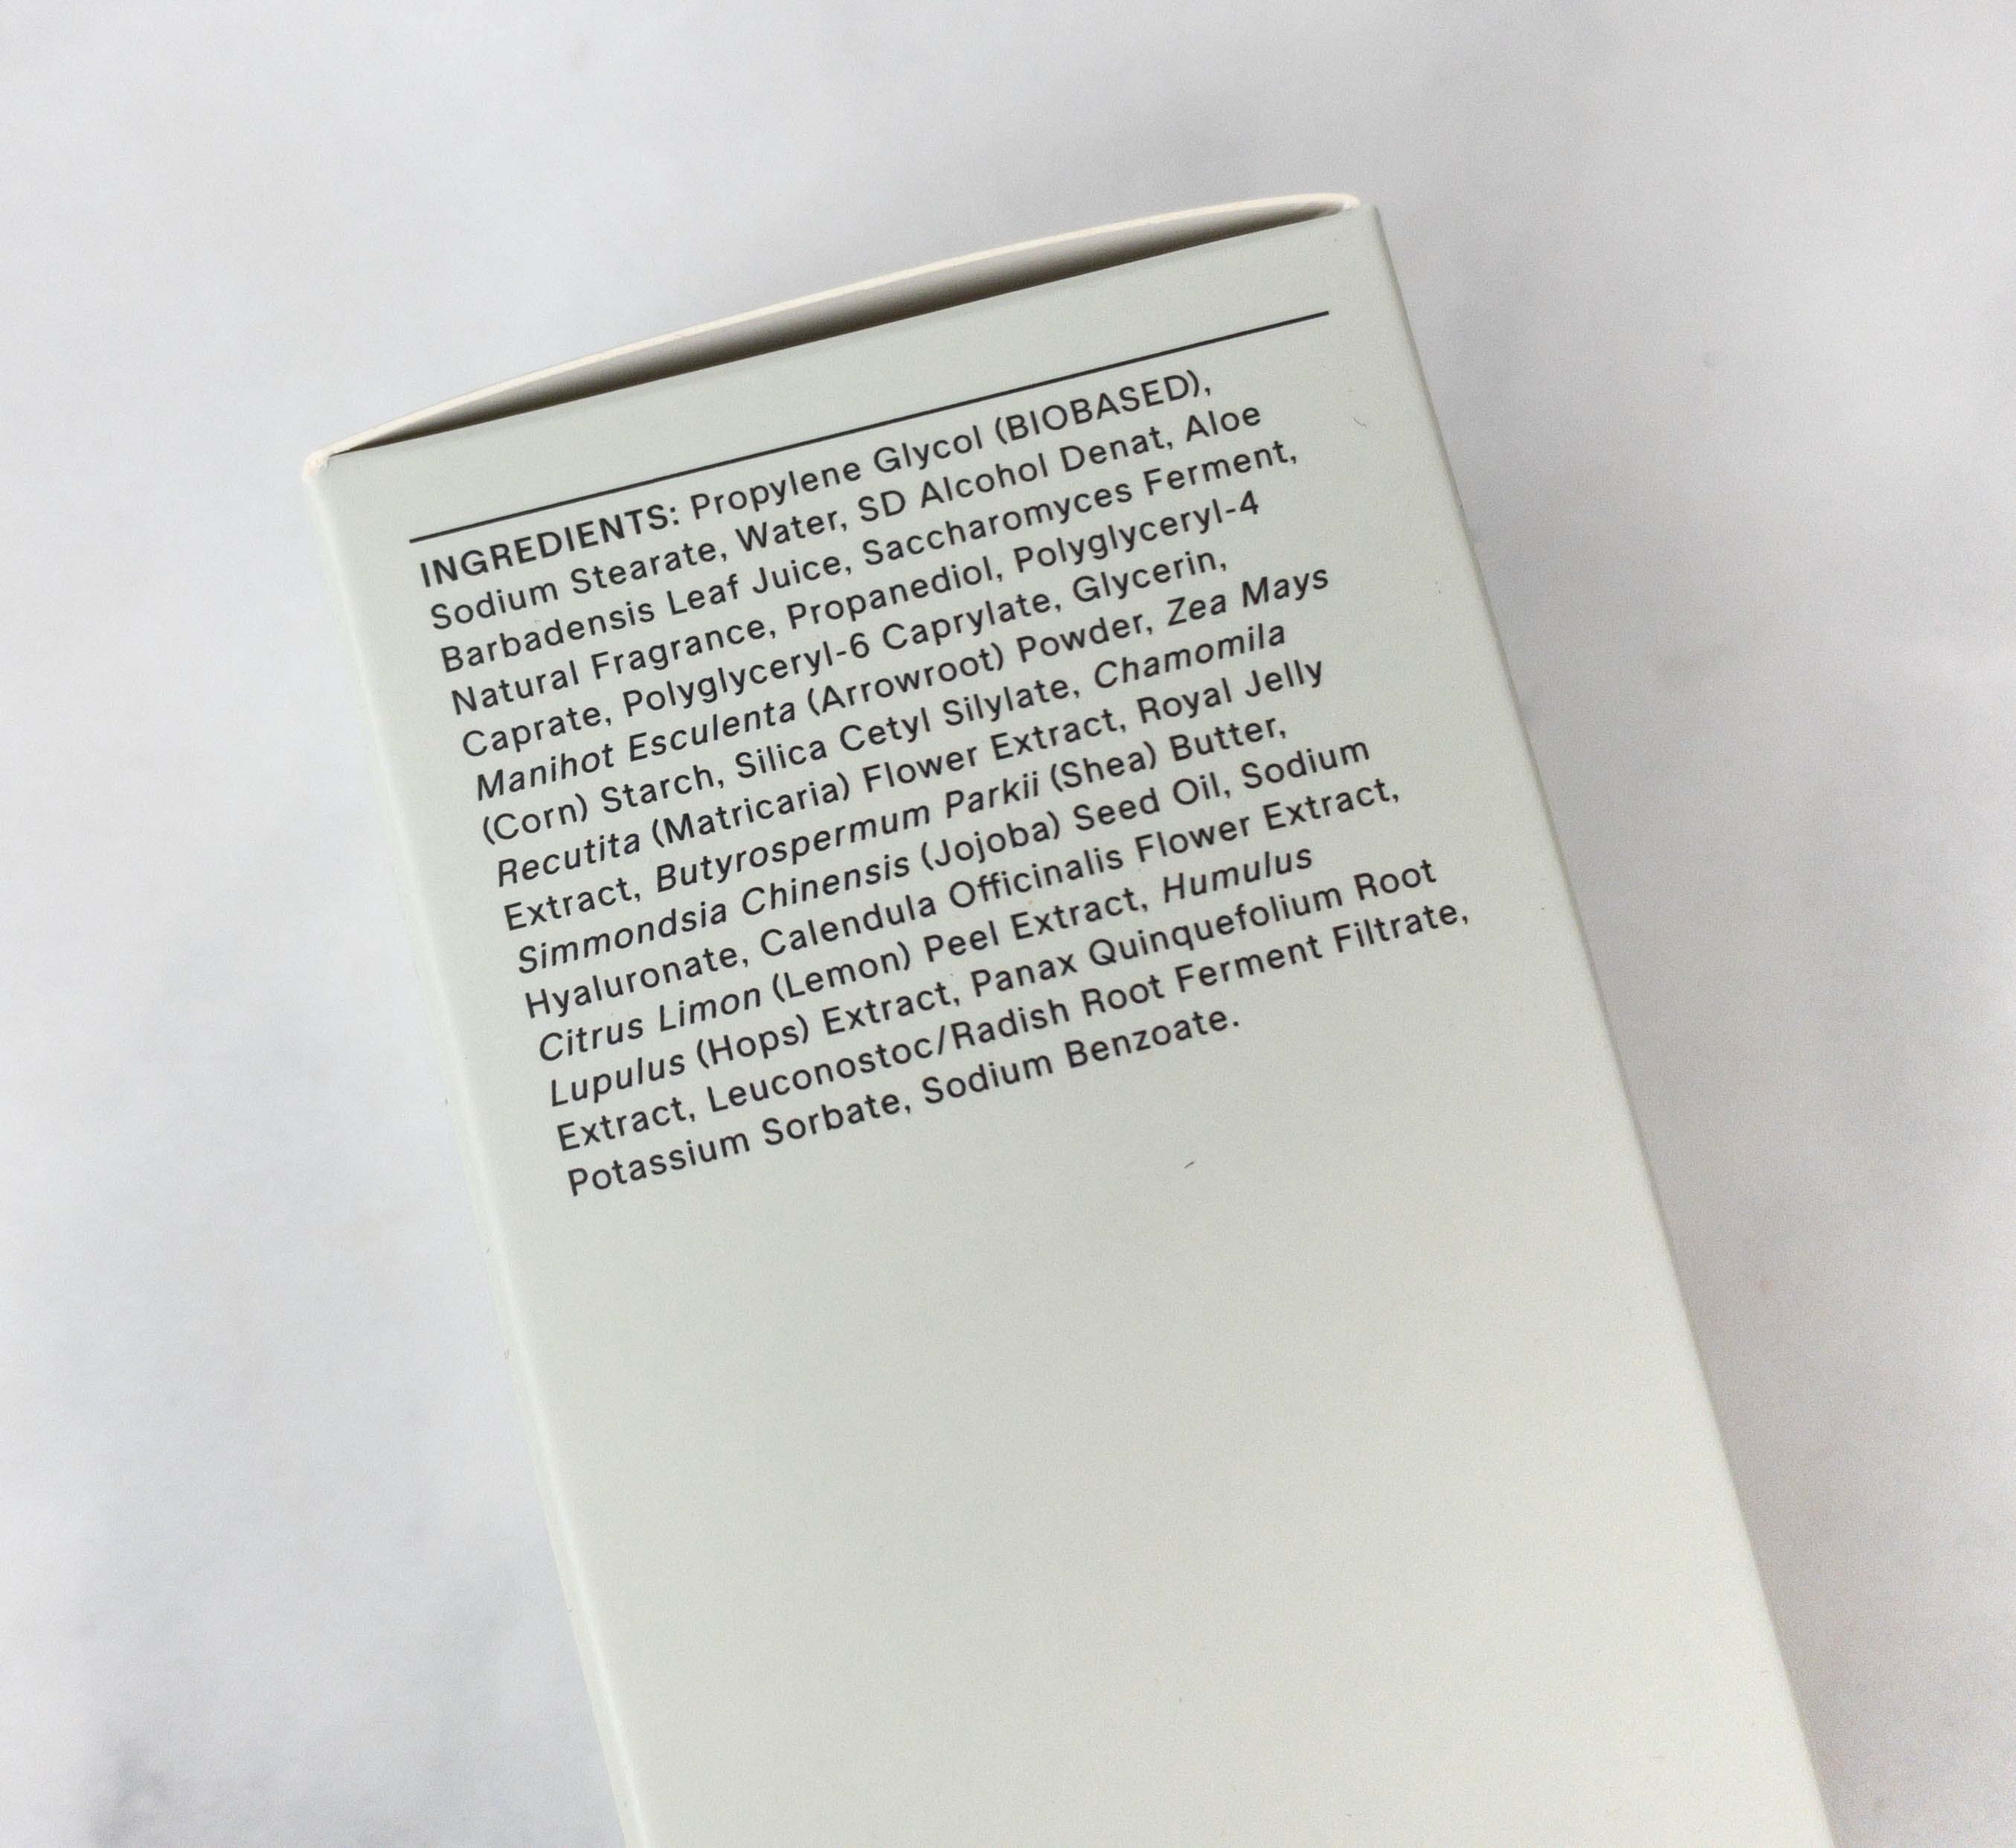 INGREDIENTS: Propylene Glycol (BIOBASED),
Sodium Stearate, Water, SD Alcohol Denat, Aloe
Barbadensis Leaf Juice, Saccharomyces Ferment,
Natural Fragrance, Propanediol, Polyglyceryl-4
Caprate, Polyglyceryl-6 Caprylate, Glycerin,
Manihot Esculenta (Arrowroot) Powder, Zea Mays
(Corn) Starch, Silica Cetyl Silylate, Chamomila
Recutita (Matricaria) Flower Extract, Royal Jelly
Extract, Butyrospermum Parkii (Shea) Butter,
Simmondsia Chinensis (Jojoba) Seed Oil, Sodium
Hyaluronate, Calendula Officinalis Flower Extract,
Citrus Limon (Lemon) Peel Extract, Humulus
Lupulus (Hops) Extract, Panax Quinquefolium Root
Extract, Leuconostoc/Radish Root Ferment Filtrate,
Potassium Sorbate, Sodium Benzoate.